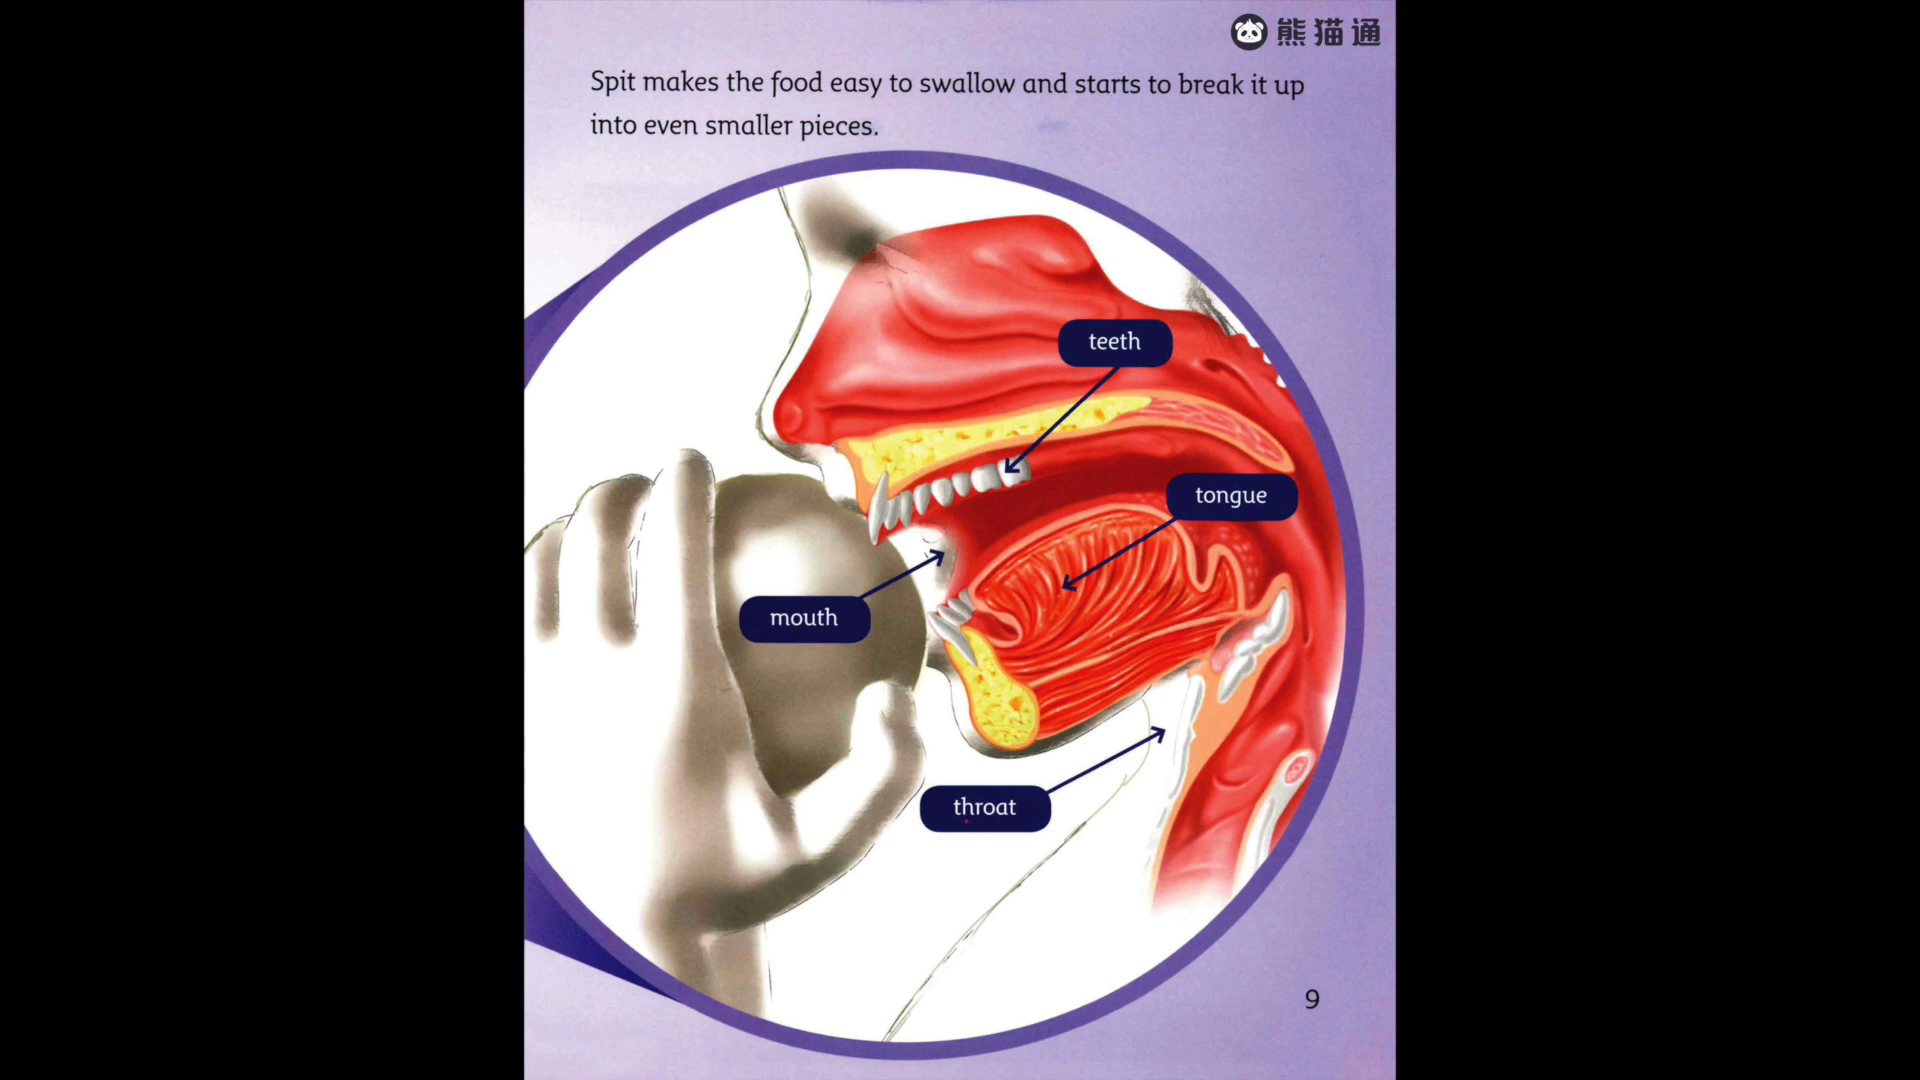 熊猫通
Spit makes the food easy to swallow and starts to break it up
into even smaller pieces.
teeth
tongue
mouth
throat
9